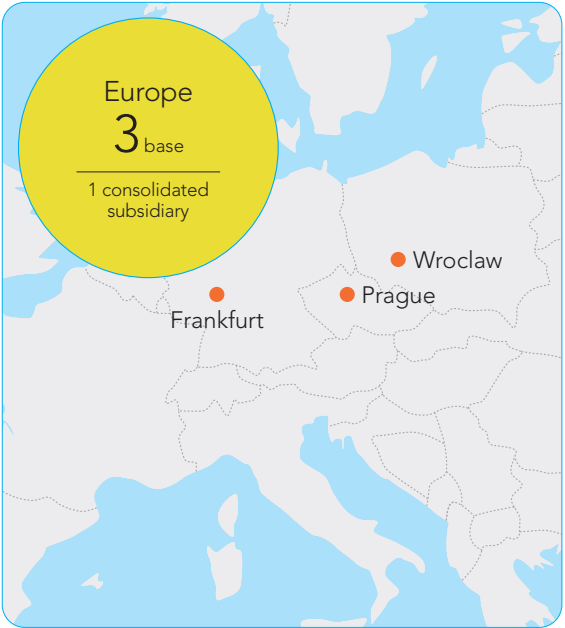 Europe
3 base
1 consolidated
subsidiary
Wroclaw
Prague
Frankfurt